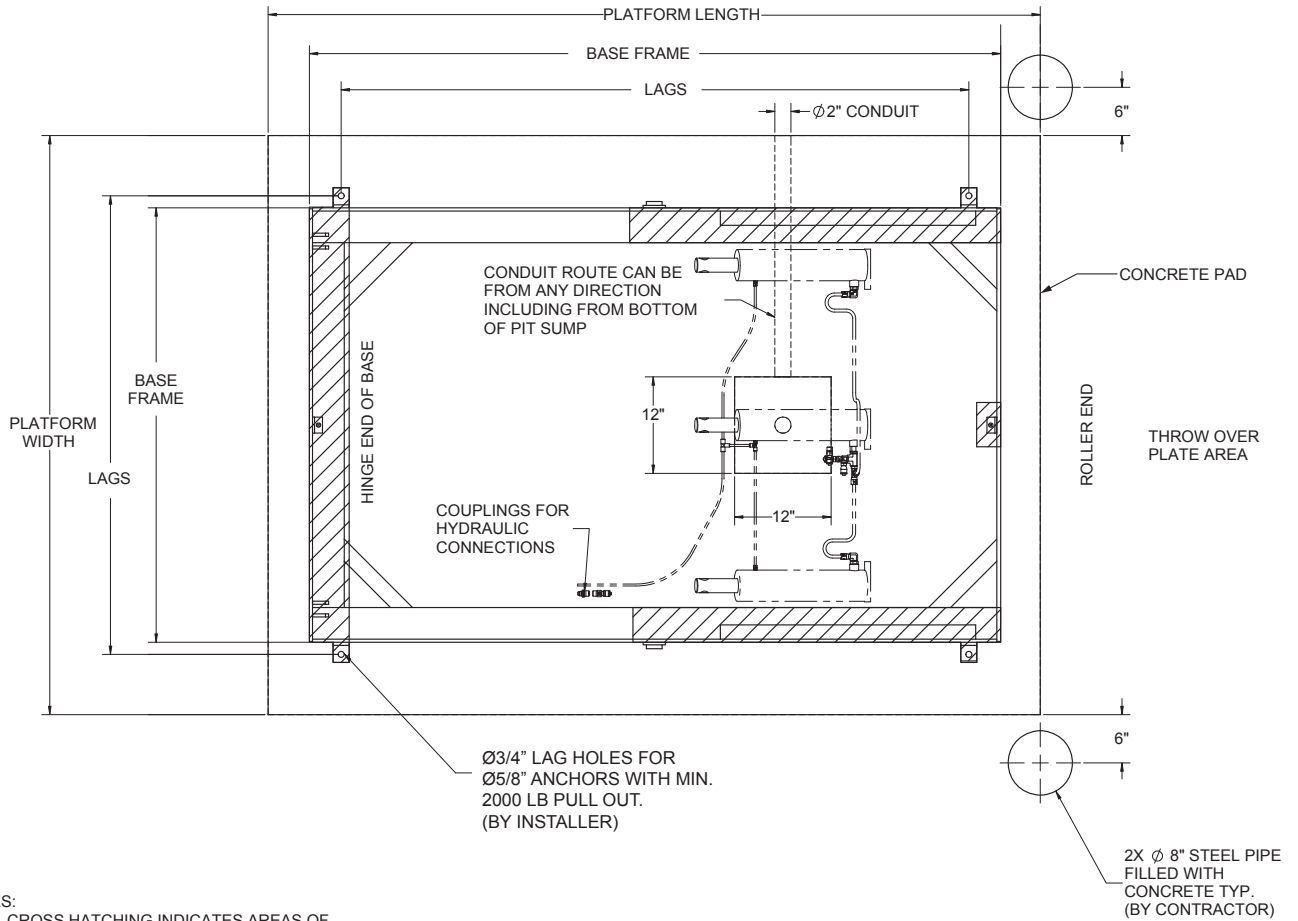 PLATFORM LENGTH
BASE FRAME
LAGS
Ø2" CONDUIT
6"
CONDUIT ROUTE CAN BE
FROM ANY DIRECTION
INCLUDING FROM BOTTOM
OF PIT SUMP
CONCRETE PAD
PLATFORM
WIDTH
LAGS
BASE
FRAME
HINGE END OF BASE
12"
12"
ROLLER END
THROW OVER
PLATE AREA
COUPLINGS FOR
HYDRAULIC
CONNECTIONS
6"
Ø3/4" LAG HOLES FOR
Ø5/8" ANCHORS WITH MIN.
2000 LB PULL OUT.
(BY INSTALLER)
2X Ø 8" STEEL PIPE
FILLED WITH
CONCRETE TYP.
(BY CONTRACTOR)
ES:
CROSS HATCHING INDICATES AREAS OF